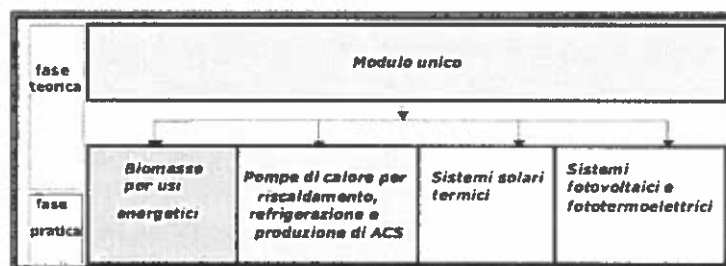 fase
teorica
Modulo unico
Biomasse
per usi
energetici
Pompe di calore per
riscaldamento,
refrigerazione e
produzione di ACS
Sistemi solari
termici
Sistemi
fotovoltaici e
fototermoelettrici
fase
pratica